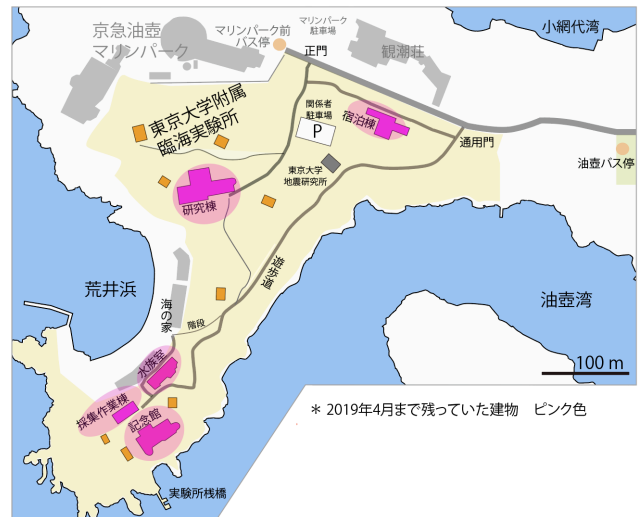 京急油壺
マリンパーク
マリンパーク前
バス停
マリンパーク
駐車場
正門
観潮荘
小網代湾
東京大学附属
臨海実験所
関係者
駐車場
P
宿泊棟
通用門
油壺バス停
東京大学
地震研究所
研究棟
荒井浜
海の家
遊歩道
階段
油壺湾
100 m
水族室
採集作業棟
記念館
実験所桟橋
＊2019年4月まで残っていた建物　ピンク色